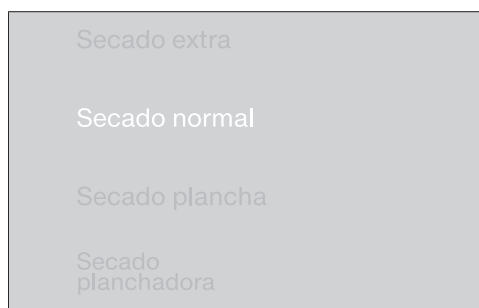 Secado extra
Secado normal
Secado plancha
Secado
planchadora